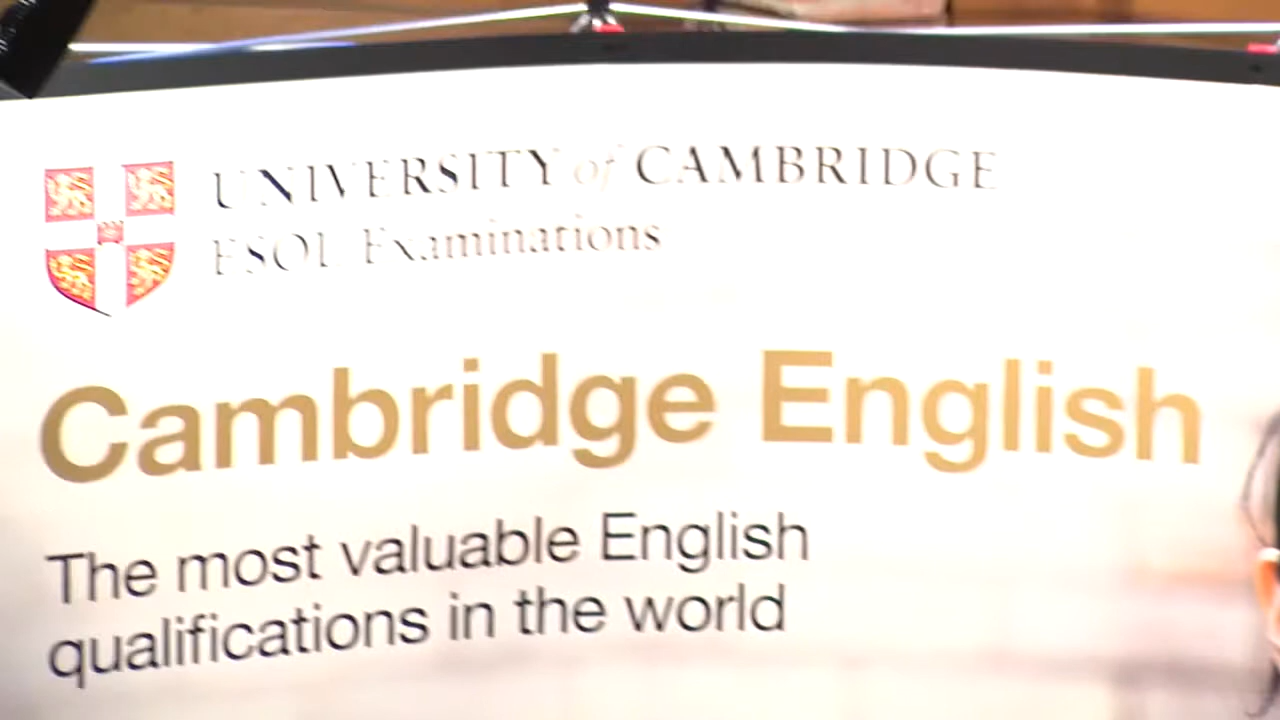 UNIVERSITY of CAMBRIDGE
ESOL Examinations
Cambridge English
The most valuable English
qualifications in the world